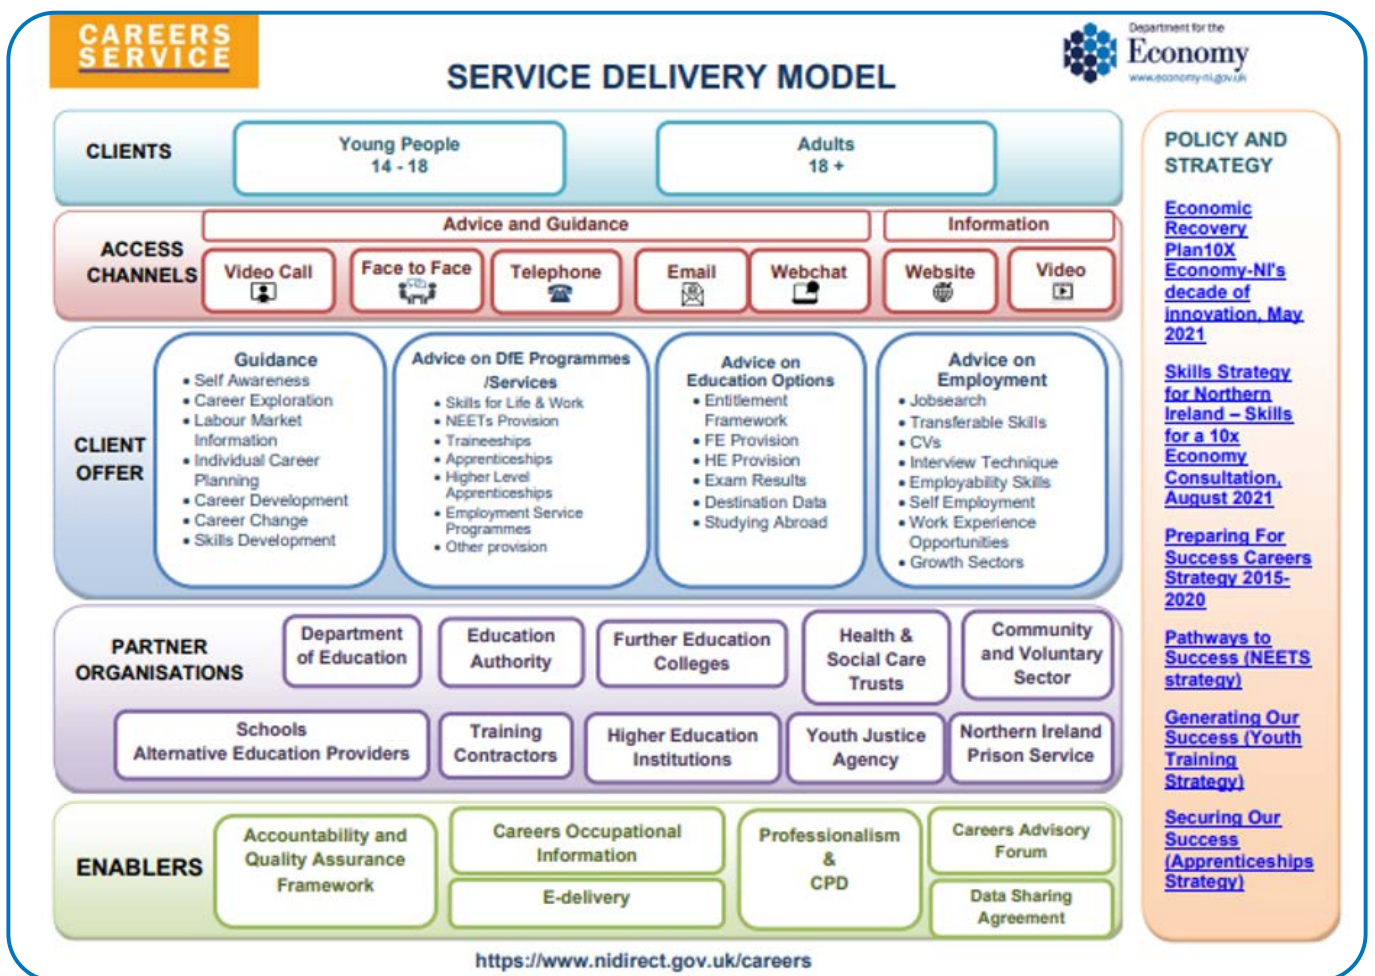 CAREERS
SERVICE
SERVICE DELIVERY MODEL
Department for the
Economy
www.economy-ni.gov.uk
CLIENTS
Young People
14 - 18
Adults
18 +
ACCESS
CHANNELS
Advice and Guidance
Information
Video Call
Face to Face
Telephone
Email
Webchat
Website
Video
CLIENT
OFFER
Guidance
• Self Awareness
• Career Exploration
• Labour Market
Information
• Individual Career
Planning
• Career Development
• Career Change
• Skills Development
Advice on DfE Programmes
/Services
• Skills for Life & Work
• NEETs Provision
• Traineeships
• Apprenticeships
• Higher Level
Apprenticeships
• Employment Service
Programmes
• Other provision
Advice on
Education Options
• Entitlement
Framework
• FE Provision
• HE Provision
• Exam Results
• Destination Data
• Studying Abroad
Advice on
Employment
• Jobsearch
• Transferable Skills
• CVs
• Interview Technique
• Employability Skills
• Self Employment
• Work Experience
Opportunities
• Growth Sectors
PARTNER
ORGANISATIONS
Department
of Education
Education
Authority
Further Education
Colleges
Health &
Social Care
Trusts
Community
and Voluntary
Sector
Schools
Alternative Education Providers
Training
Contractors
Higher Education
Institutions
Youth Justice
Agency
Northern Ireland
Prison Service
ENABLERS
Accountability and
Quality Assurance
Framework
Careers Occupational
Information
E-delivery
Professionalism
&
CPD
Careers Advisory
Forum
Data Sharing
Agreement
POLICY AND
STRATEGY
Economic
Recovery
Plan10X
Economy-NI's
decade of
innovation, May
2021
Skills Strategy
for Northern
Ireland – Skills
for a 10x
Economy
Consultation,
August 2021
Preparing For
Success Careers
Strategy 2015-
2020
Pathways to
Success (NEETS
strategy)
Generating Our
Success (Youth
Training
Strategy)
Securing Our
Success
(Apprenticeships
Strategy)
https://www.nidirect.gov.uk/careers